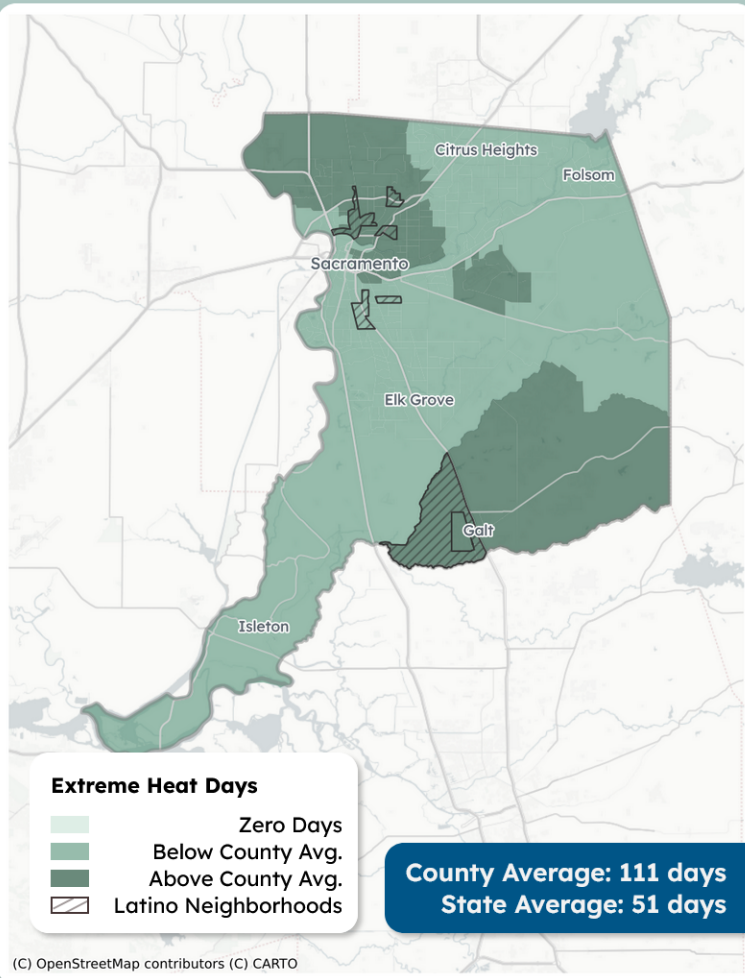 Citrus Heights
Folsom
Sacramento
Elk Grove
Galt
Isleton
Extreme Heat Days
Zero Days
Below County Avg.
Above County Avg.
Latino Neighborhoods
County Average: 111 days
State Average: 51 days
(C) OpenStreetMap contributors (C) CARTO